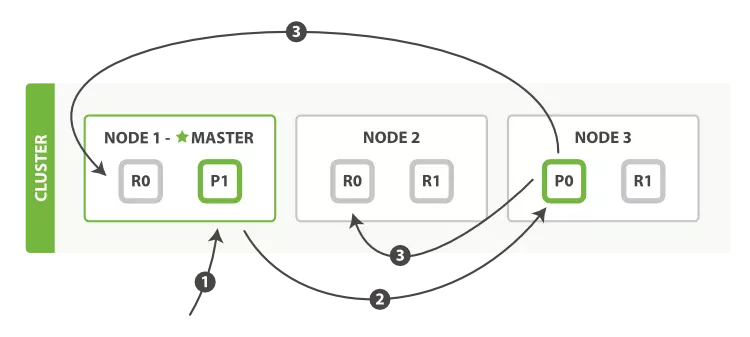 3
CLUSTER
NODE 1 - ★ MASTER
R0
P1
NODE 2
R0
R1
NODE 3
P0
R1
1
3
2